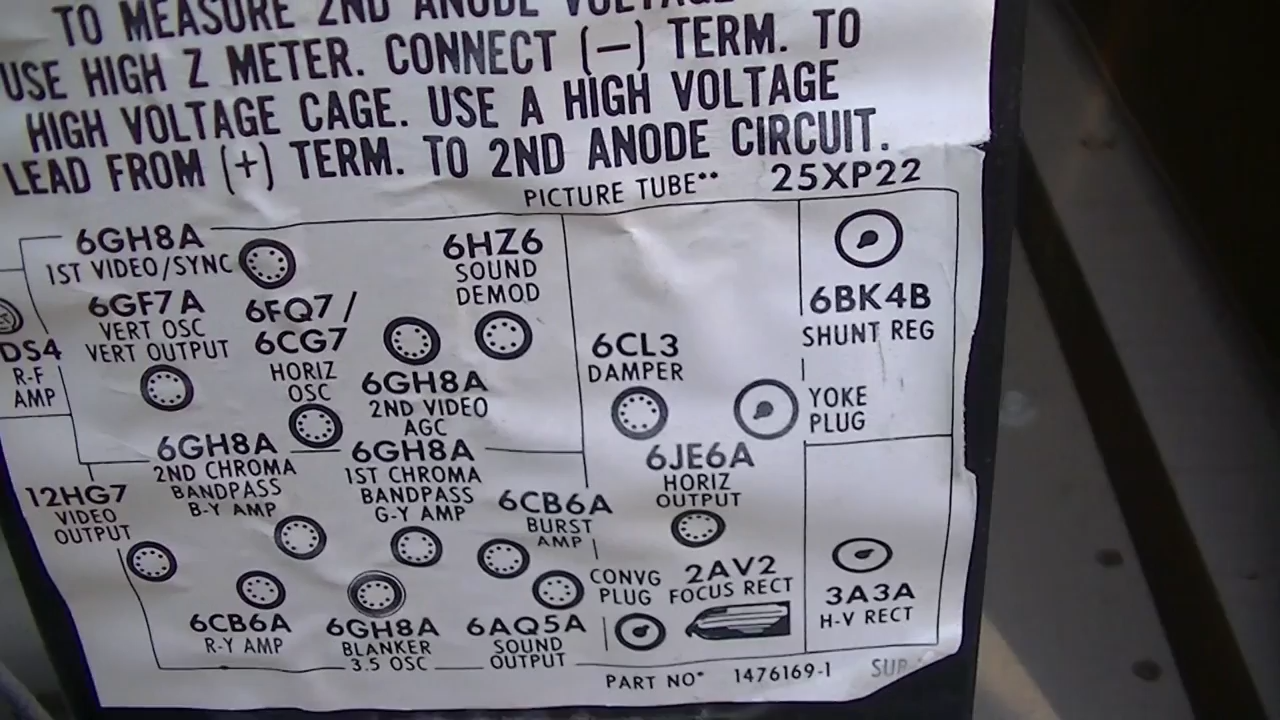 TO MEASURE 2ND ANODE VOLTAGE
USE HIGH Z METER. CONNECT (—) TERM. TO
HIGH VOLTAGE CAGE. USE A HIGH VOLTAGE
LEAD FROM (+) TERM. TO 2ND ANODE CIRCUIT.
PICTURE TUBE** 25XP22
6GH8A
1ST VIDEO/SYNC
6HZ6
SOUND
DEMOD
6GF7A
VERT OSC
VERT OUTPUT
6FQ7/
6CG7
HORIZ
OSC
DS4
R-F
AMP
6GH8A
2ND VIDEO
AGC
6CL3
DAMPER
6BK4B
SHUNT REG
YOKE
PLUG
6GH8A
2ND CHROMA
BANDPASS
B-Y AMP
6GH8A
1ST CHROMA
BANDPASS
G-Y AMP
6JE6A
HORIZ
OUTPUT
12HG7
VIDEO
OUTPUT
6CB6A
BURST
AMP
CONVG
PLUG
2AV2
FOCUS RECT
3A3A
H-V RECT
6CB6A
R-Y AMP
6GH8A
BLANKER
3.5 OSC
6AQ5A
SOUND
OUTPUT
PART NO• 1476169-1 SUP